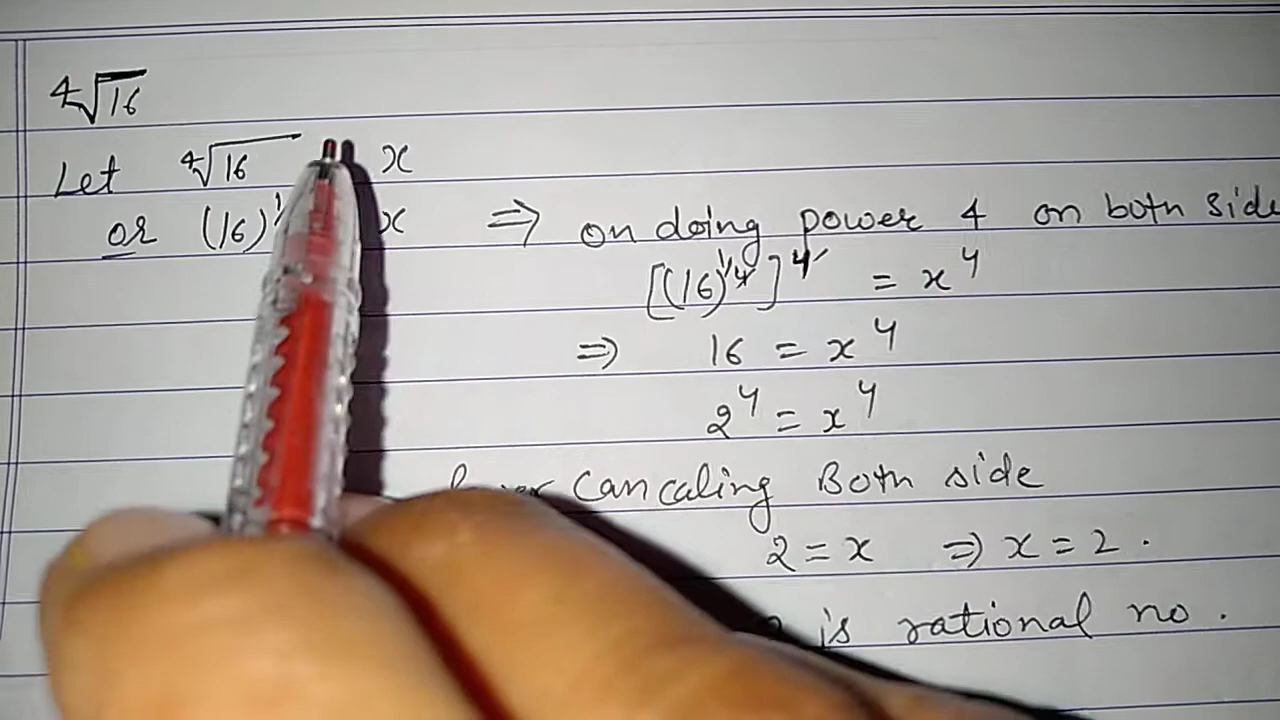 ⁴√16
Let ⁴√16 x
or (16) x ⇒ on doing power 4 on both side
[(16)^1/4]^4 = x^4
⇒ 16 = x^4
2^4 = x^4
Cancaling Both side
2 = x ⇒ x = 2 .
is rational no .